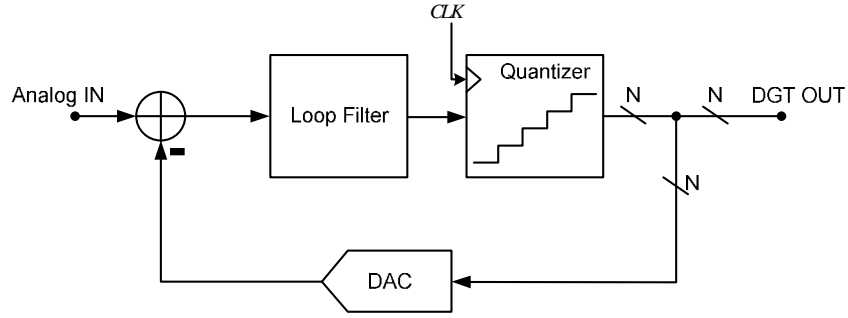 CLK
Analog IN
Loop Filter
Quantizer
N
N
DGT OUT
N
DAC